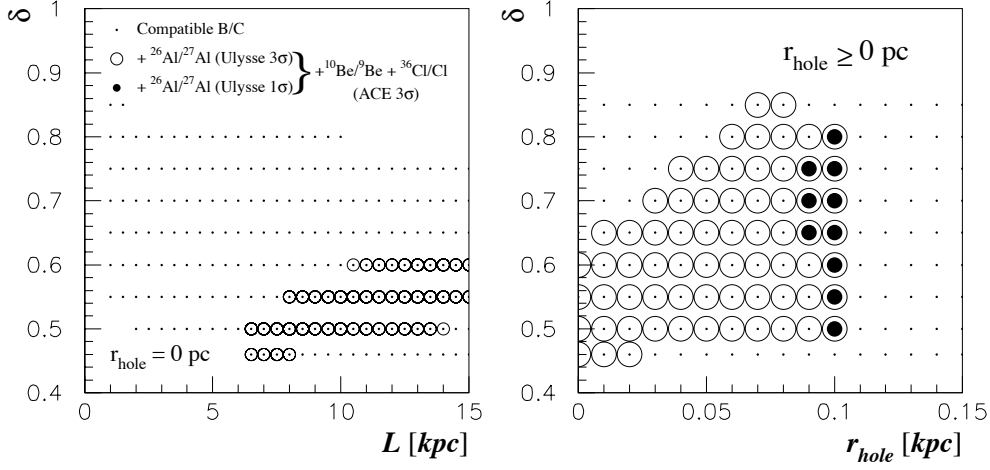 δ
1
0.9
0.8
0.7
0.6
0.5
0.4
Compatible B/C
+ ²⁶Al/²⁷Al (Ulysse 3σ)
+ ²⁶Al/²⁷Al (Ulysse 1σ)
} +¹⁰Be/⁹Be + ³⁶Cl/Cl
(ACE 3σ)
r_hole = 0 pc
0 5 10 15
L [kpc]
δ
1
0.9
0.8
0.7
0.6
0.5
0.4
r_hole ≥ 0 pc
0 0.05 0.1 0.15
r_hole [kpc]